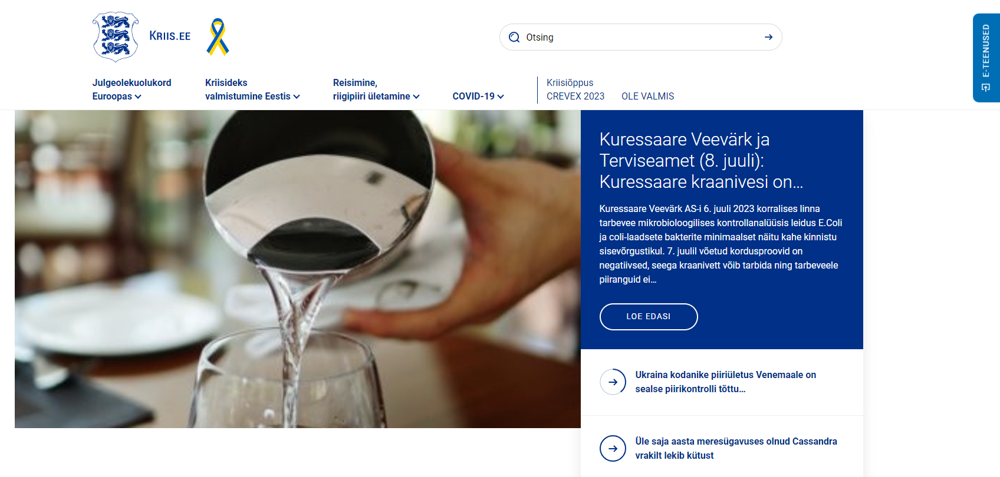 KRIIS.EE
Otsing
E-TEENUSED
Julgeolekuolukord
Euroopas
Kriisideks
valmistumine Eestis
Reisimine,
riigipiiri ületamine
COVID-19
Kriisiõppus
CREVEX 2023
OLE VALMIS
Kuressaare Veevärk ja
Terviseamet (8. juuli):
Kuressaare kraanivesi on...
Kuressaare Veevärk AS-i 6. juuli 2023 korralises linna
tarbevee mikrobioloogilises kontrollanalüüsis leidus E.Coli
ja coli-laadsete bakterite minimaalset näitu kahe kinnistu
sisevõrgustikul. 7. juulil võetud kordusproovid on
negatiivsed, seega kraanivett võib tarbida ning tarbeveele
piiranguid ei...
LOE EDASI
Ukraina kodanike piiriületus Venemaale on
sealse piirikontrolli tõttu...
Üle saja aasta meresügavuses olnud Cassandra
vrakilt lekib kütust